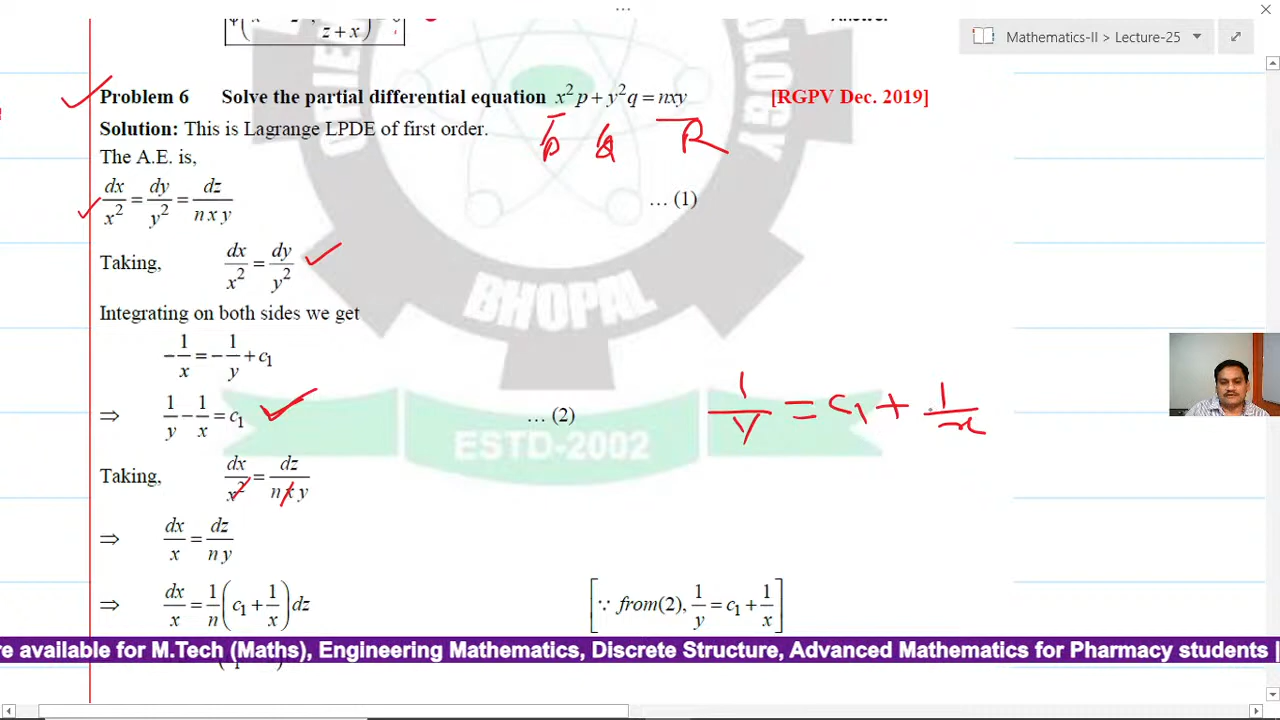 Mathematics-II > Lecture-25
z + x
Problem 6 Solve the partial differential equation x²p + y²q = nxy [RGPV Dec. 2019]
p Q R
Solution: This is Lagrange LPDE of first order.
The A.E. is,
dx/x² = dy/y² = dz/nxy … (1)
Taking, dx/x² = dy/y²
Integrating on both sides we get
-1/x = -1/y + c₁
⇒ 1/y - 1/x = c₁ … (2)
1/y = c₁ + 1/x
Taking, dx/x² = dz/nxy
⇒ dx/x = dz/ny
⇒ dx/x = 1/n (c₁ + 1/x) dz [∵ from(2), 1/y = c₁ + 1/x]
re available for M.Tech (Maths), Engineering Mathematics, Discrete Structure, Advanced Mathematics for Pharmacy students |
BHOPAL
ESTD-2002